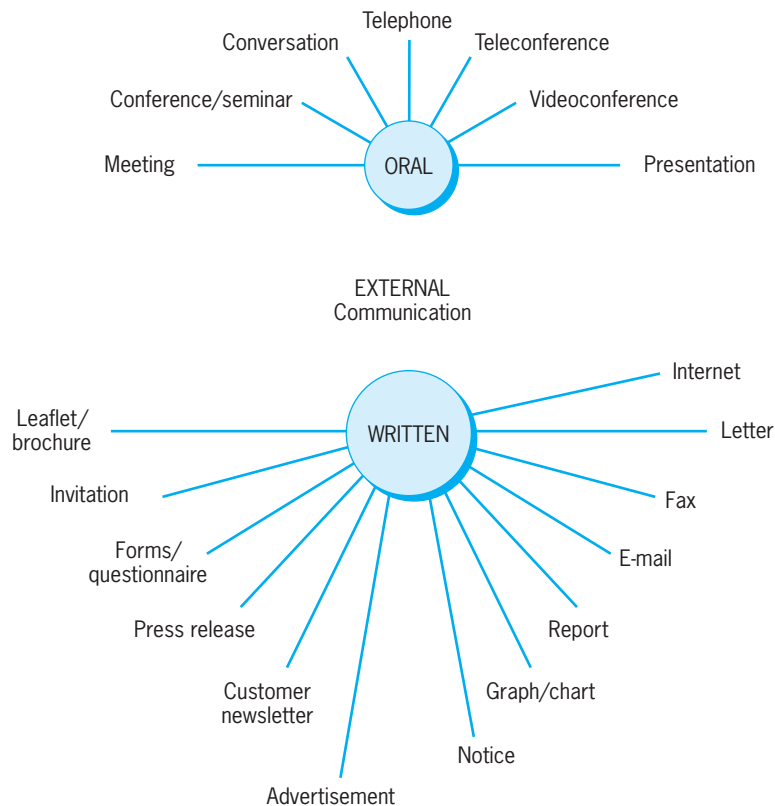 Telephone
Conversation
Teleconference
Conference/seminar
Videoconference
Meeting
ORAL
Presentation
EXTERNAL
Communication
Internet
Leaflet/
brochure
WRITTEN
Letter
Invitation
Fax
Forms/
questionnaire
E-mail
Press release
Report
Customer
newsletter
Graph/chart
Notice
Advertisement